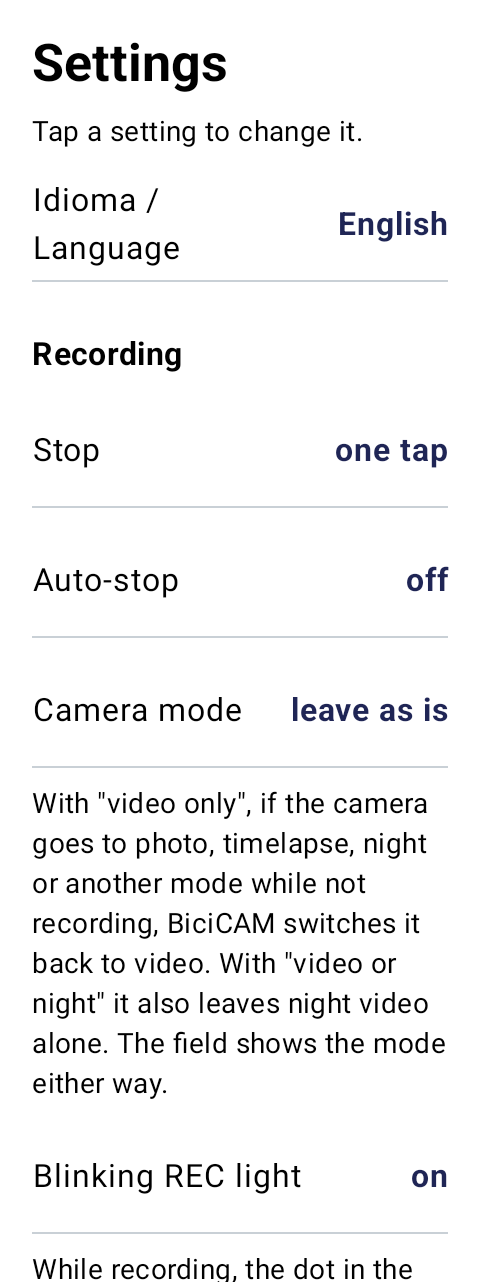 Settings
Tap a setting to change it.
Idioma /
Language
English
Recording
Stop one tap
Auto-stop off
Camera mode leave as is
With "video only", if the camera
goes to photo, timelapse, night
or another mode while not
recording, BiciCAM switches it
back to video. With "video or
night" it also leaves night video
alone. The field shows the mode
either way.
Blinking REC light on
While recording, the dot in the